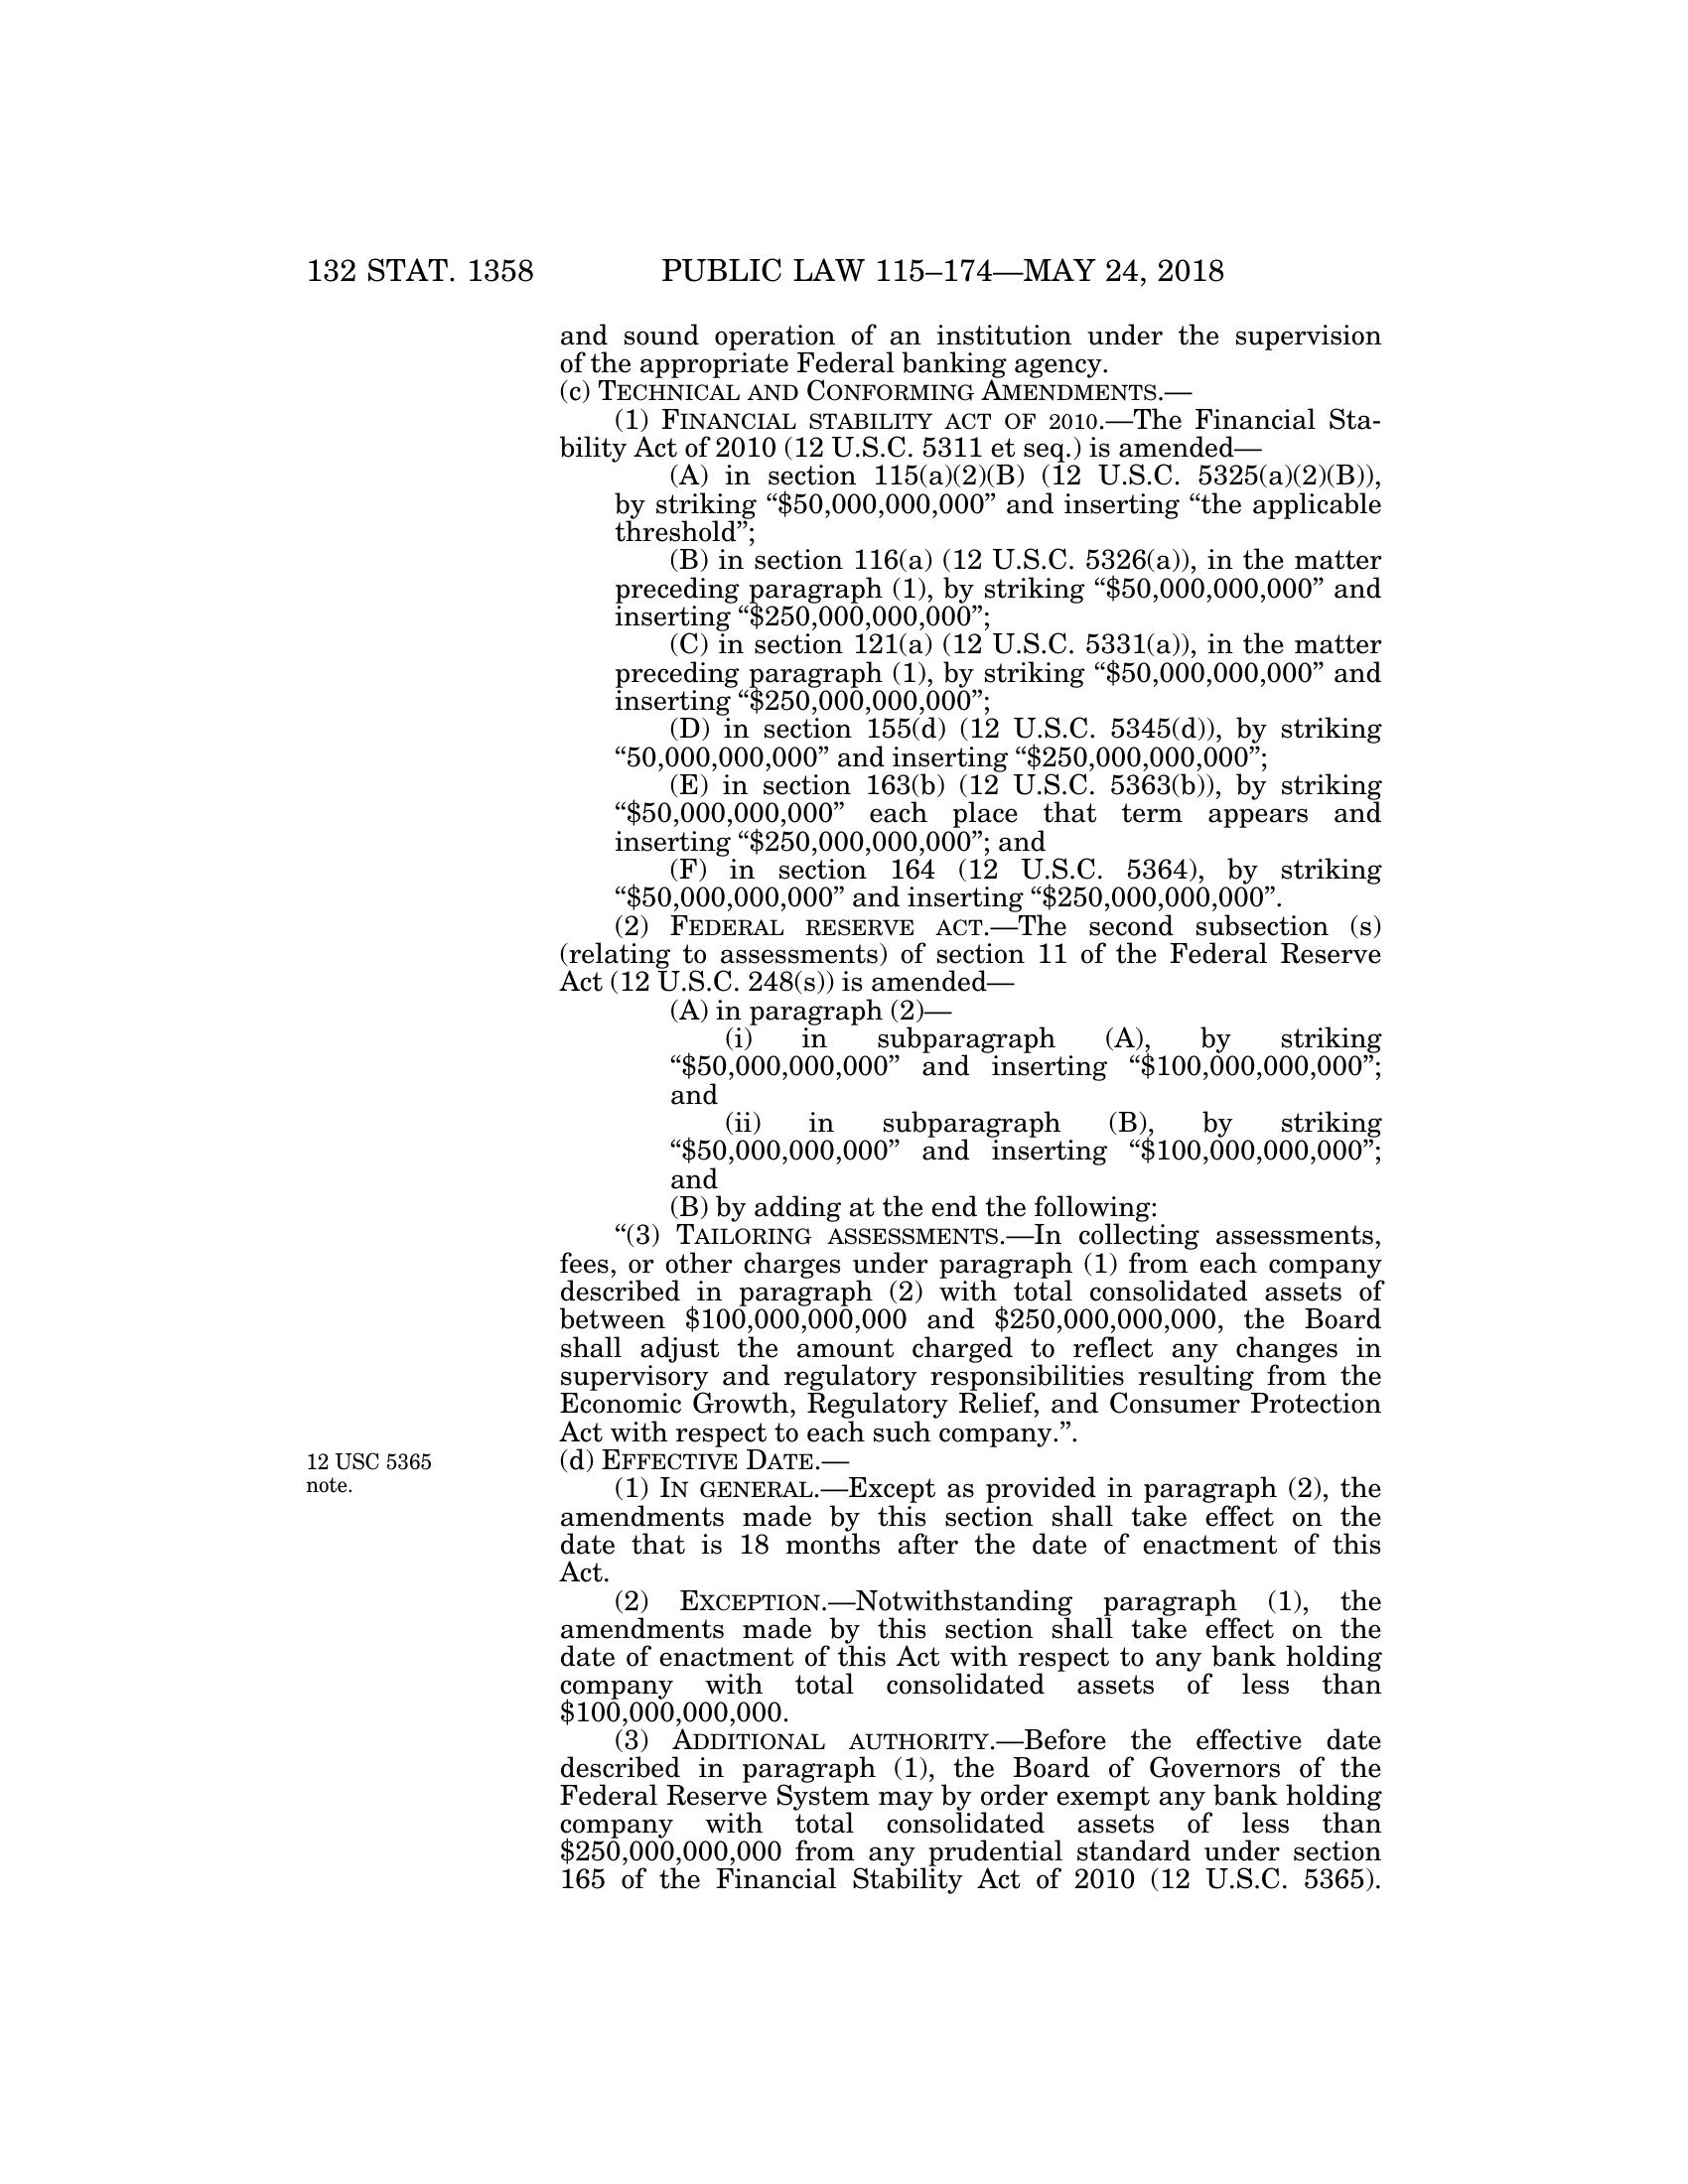 132 STAT. 1358 PUBLIC LAW 115–174—MAY 24, 2018
and sound operation of an institution under the supervision
of the appropriate Federal banking agency.
(c) TECHNICAL AND CONFORMING AMENDMENTS.—
(1) FINANCIAL STABILITY ACT OF 2010.—The Financial Sta-
bility Act of 2010 (12 U.S.C. 5311 et seq.) is amended—
(A) in section 115(a)(2)(B) (12 U.S.C. 5325(a)(2)(B)),
by striking “$50,000,000,000” and inserting “the applicable
threshold”;
(B) in section 116(a) (12 U.S.C. 5326(a)), in the matter
preceding paragraph (1), by striking “$50,000,000,000” and
inserting “$250,000,000,000”;
(C) in section 121(a) (12 U.S.C. 5331(a)), in the matter
preceding paragraph (1), by striking “$50,000,000,000” and
inserting “$250,000,000,000”;
(D) in section 155(d) (12 U.S.C. 5345(d)), by striking
“50,000,000,000” and inserting “$250,000,000,000”;
(E) in section 163(b) (12 U.S.C. 5363(b)), by striking
“$50,000,000,000” each place that term appears and
inserting “$250,000,000,000”; and
(F) in section 164 (12 U.S.C. 5364), by striking
“$50,000,000,000” and inserting “$250,000,000,000”.
(2) FEDERAL RESERVE ACT.—The second subsection (s)
(relating to assessments) of section 11 of the Federal Reserve
Act (12 U.S.C. 248(s)) is amended—
(A) in paragraph (2)—
(i) in subparagraph (A), by striking
“$50,000,000,000” and inserting “$100,000,000,000”;
and
(ii) in subparagraph (B), by striking
“$50,000,000,000” and inserting “$100,000,000,000”;
and
(B) by adding at the end the following:
“(3) TAILORING ASSESSMENTS.—In collecting assessments,
fees, or other charges under paragraph (1) from each company
described in paragraph (2) with total consolidated assets of
between $100,000,000,000 and $250,000,000,000, the Board
shall adjust the amount charged to reflect any changes in
supervisory and regulatory responsibilities resulting from the
Economic Growth, Regulatory Relief, and Consumer Protection
Act with respect to each such company.”.
12 USC 5365
note.
(d) EFFECTIVE DATE.—
(1) IN GENERAL.—Except as provided in paragraph (2), the
amendments made by this section shall take effect on the
date that is 18 months after the date of enactment of this
Act.
(2) EXCEPTION.—Notwithstanding paragraph (1), the
amendments made by this section shall take effect on the
date of enactment of this Act with respect to any bank holding
company with total consolidated assets of less than
$100,000,000,000.
(3) ADDITIONAL AUTHORITY.—Before the effective date
described in paragraph (1), the Board of Governors of the
Federal Reserve System may by order exempt any bank holding
company with total consolidated assets of less than
$250,000,000,000 from any prudential standard under section
165 of the Financial Stability Act of 2010 (12 U.S.C. 5365).